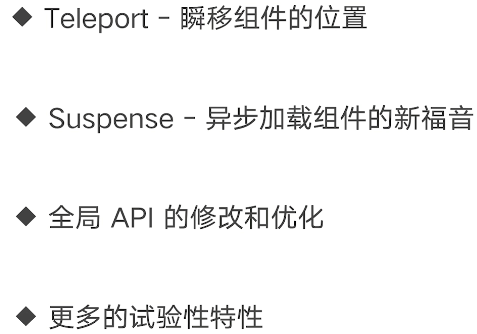 ◆ Teleport - 瞬移组件的位置
◆ Suspense - 异步加载组件的新福音
◆ 全局 API 的修改和优化
◆ 更多的试验性特性